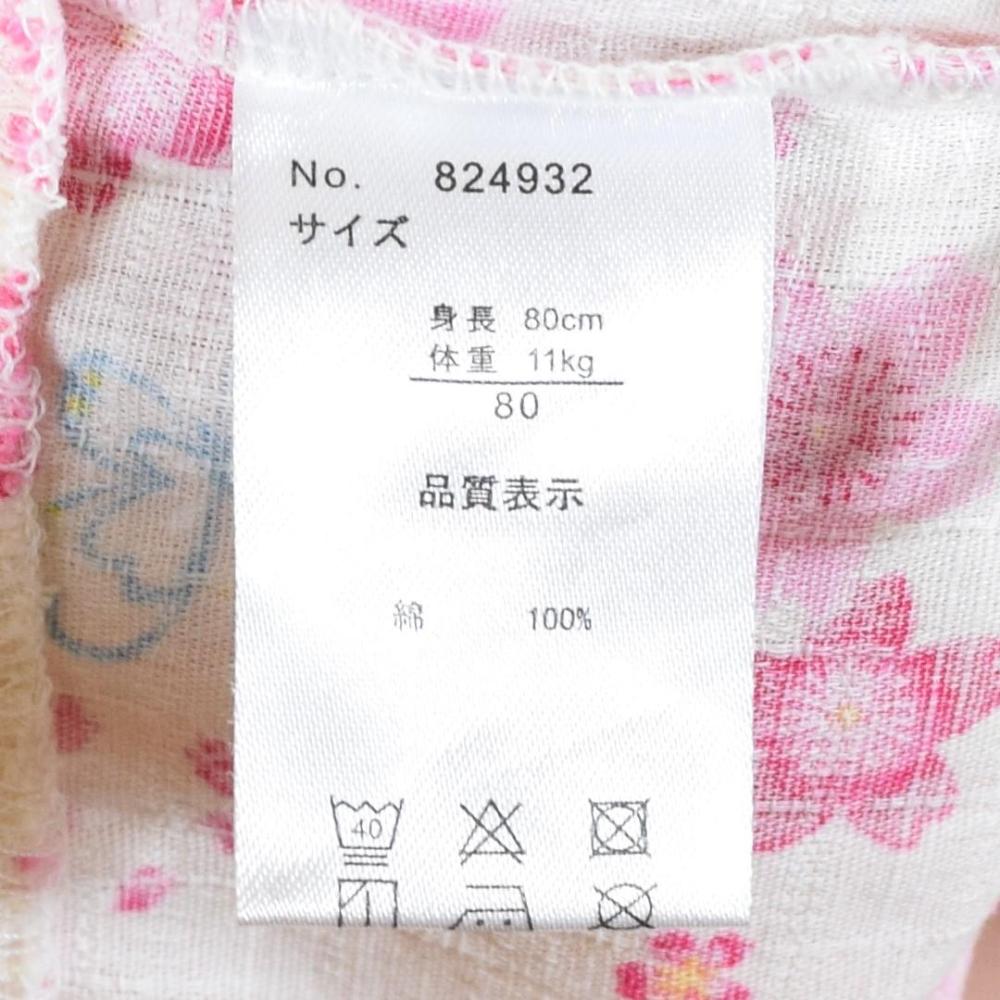 No. 824932
サイズ
身長 80cm
体重 11kg
80
品質表示
綿 100%
40